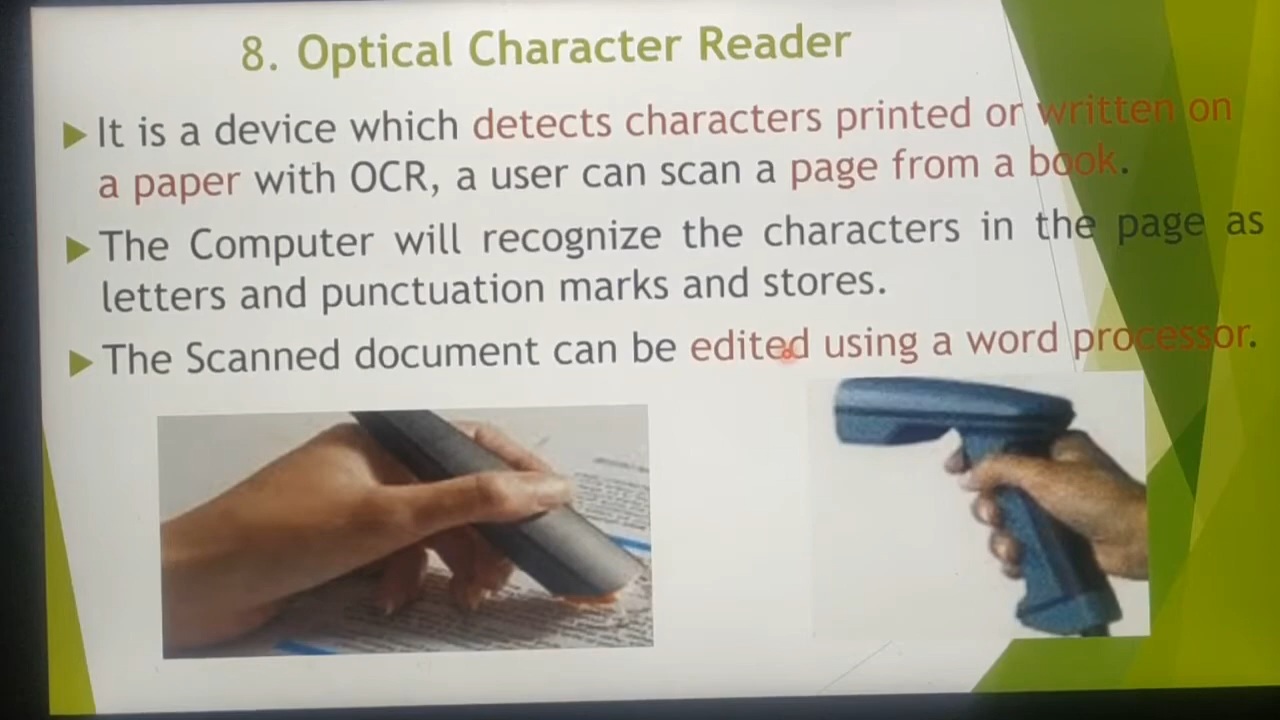 8. Optical Character Reader
It is a device which detects characters printed or written on
a paper with OCR, a user can scan a page from a book.
The Computer will recognize the characters in the page as
letters and punctuation marks and stores.
The Scanned document can be edited using a word processor.